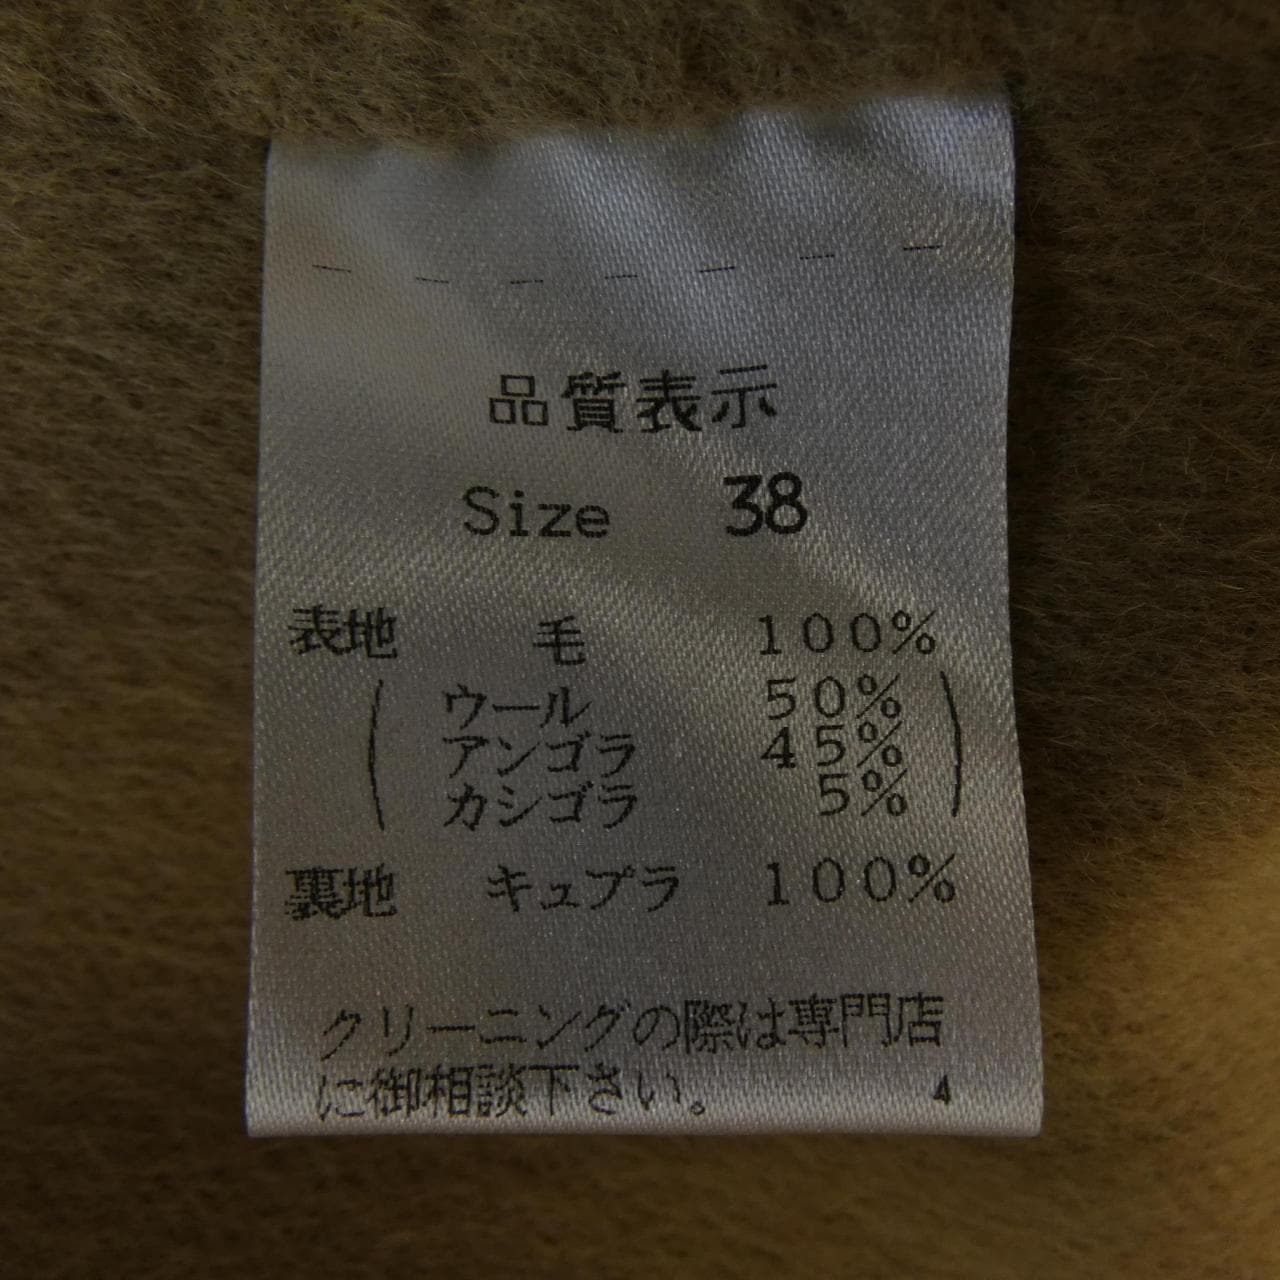 品質表示
Size 38
表地 毛 100%
(ウール 50%
アンゴラ 45%
カシゴラ 5%)
裏地 キュプラ 100%
クリーニングの際は専門店
に御相談下さい。 4